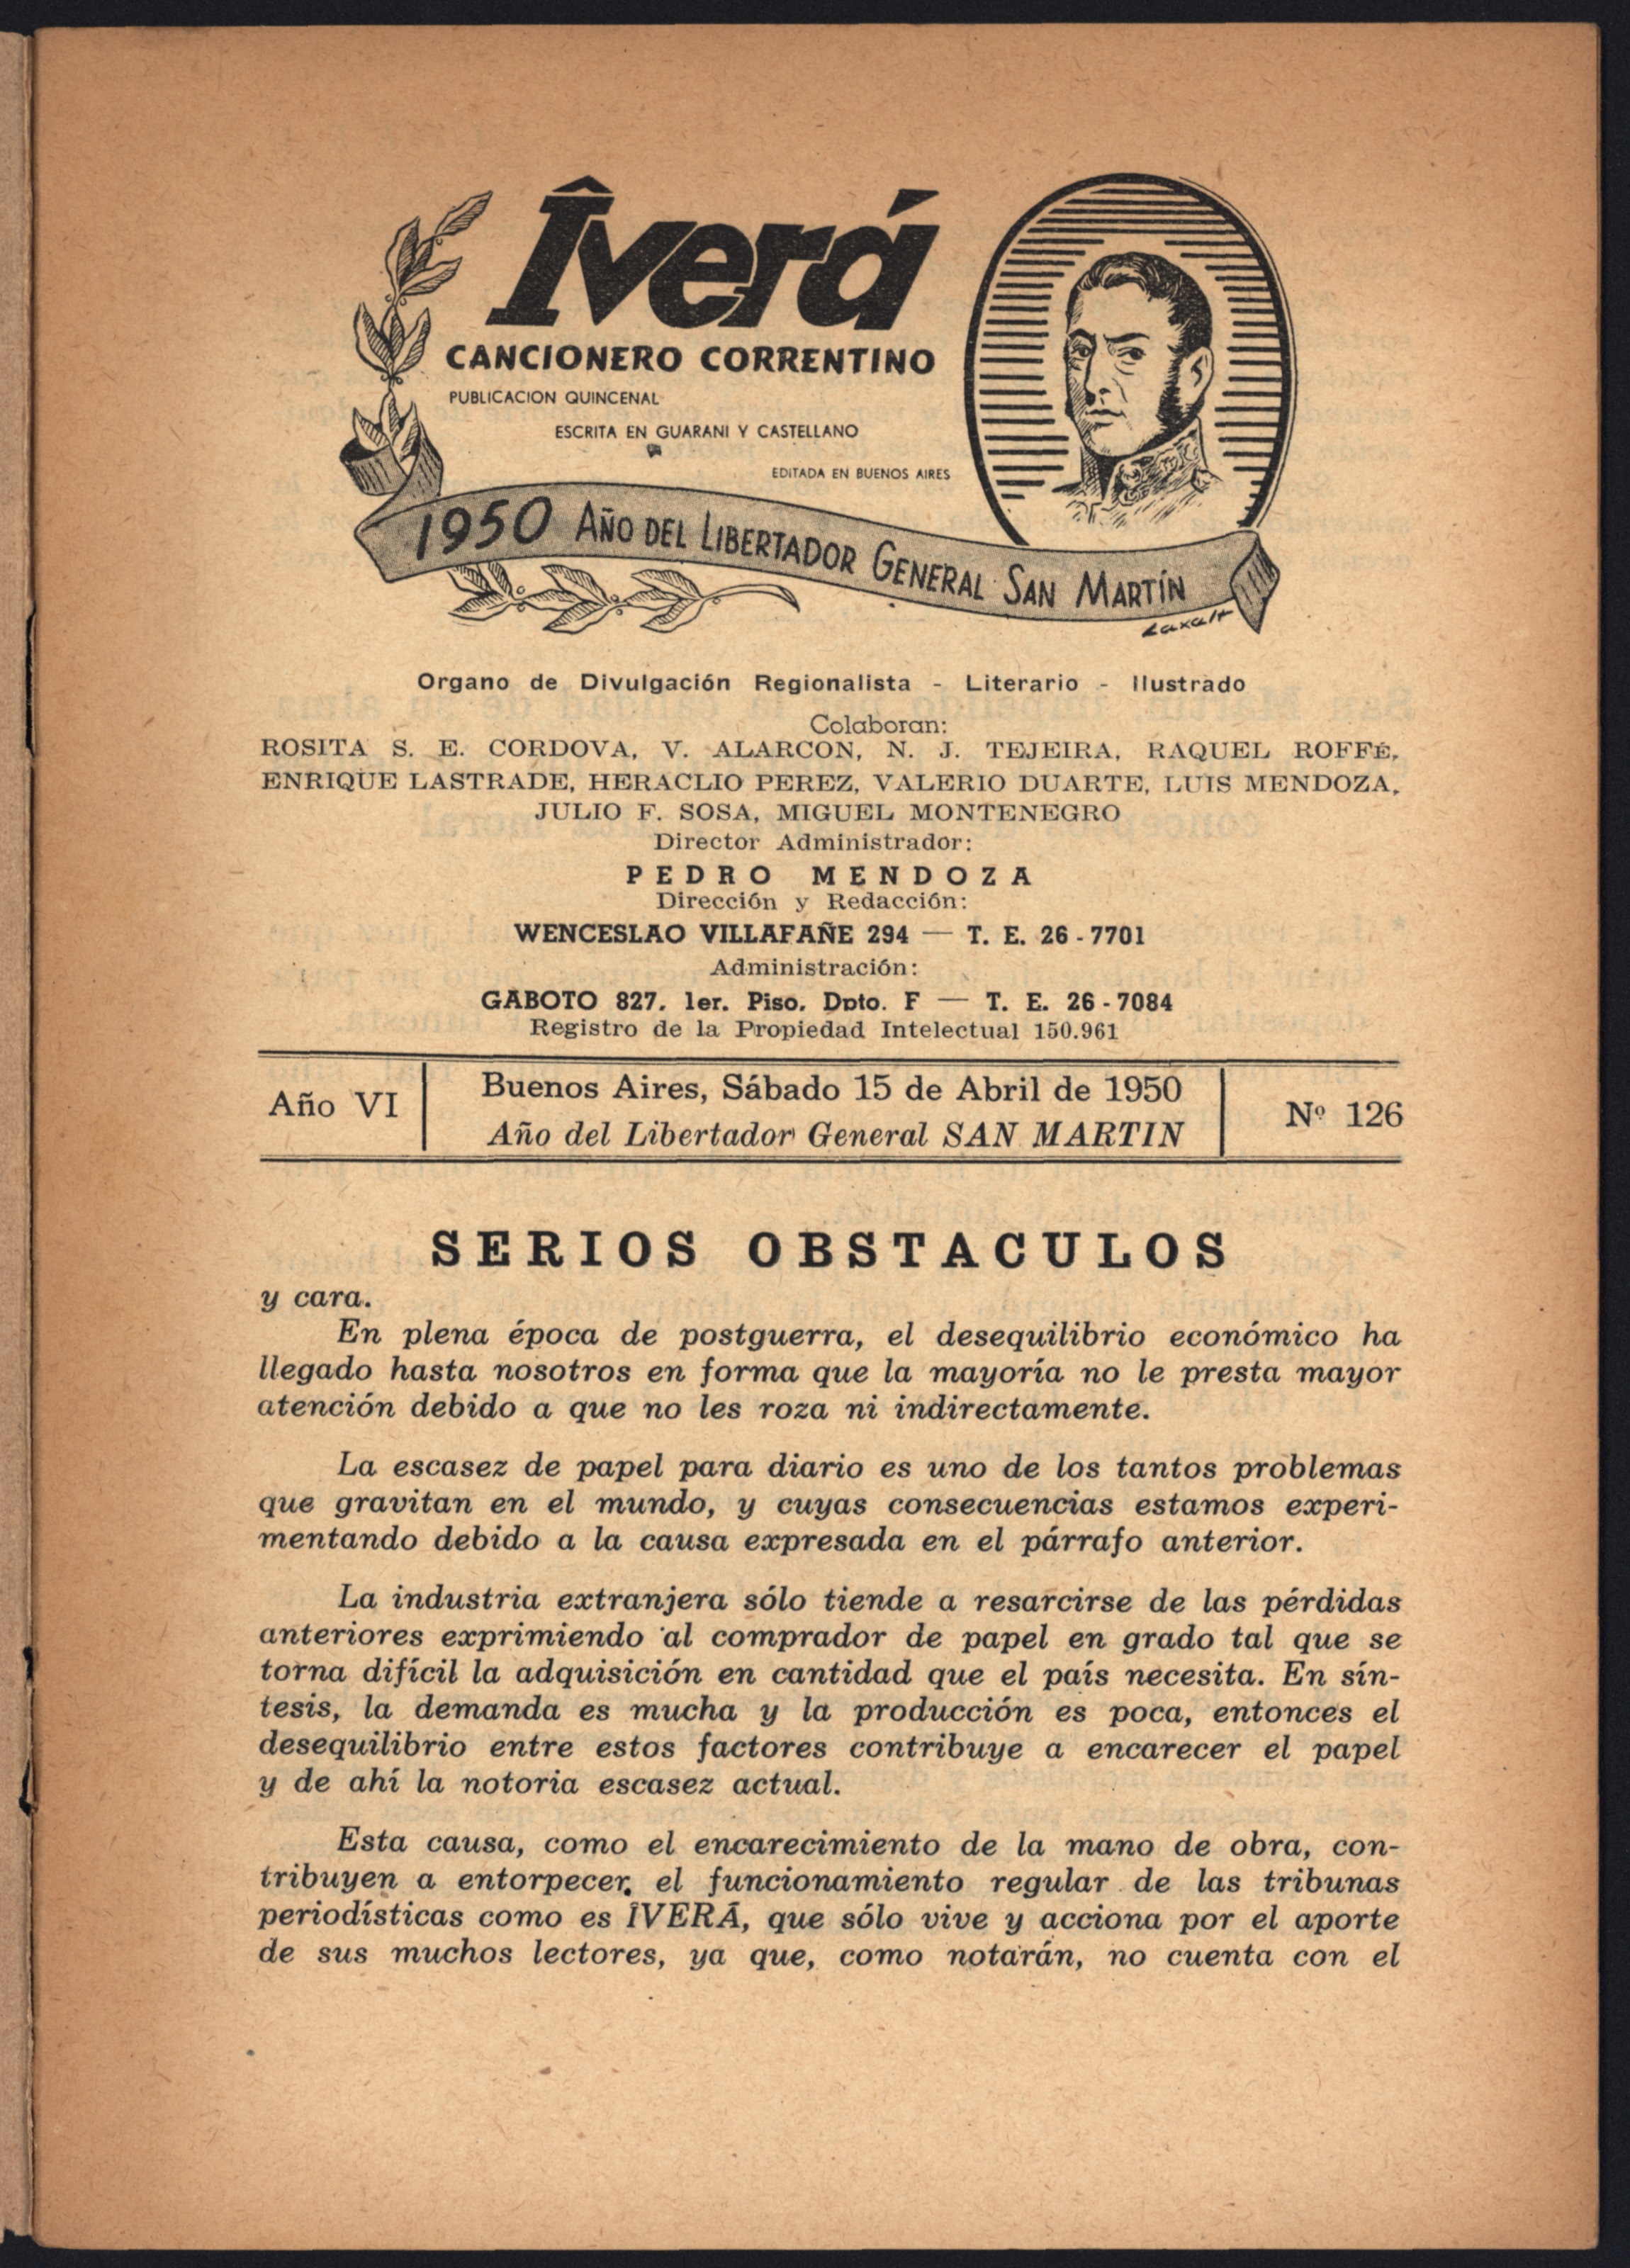 Îverá
CANCIONERO CORRENTINO
PUBLICACION QUINCENAL
ESCRITA EN GUARANI Y CASTELLANO
EDITADA EN BUENOS AIRES
1950 AÑO DEL LIBERTADOR GENERAL SAN MARTÍN
Laxalt
Organo de Divulgación Regionalista - Literario - Ilustrado
Colaboran:
ROSITA S. E. CORDOVA, V. ALARCON, N. J. TEJEIRA, RAQUEL ROFFÉ,
ENRIQUE LASTRADE, HERACLIO PEREZ, VALERIO DUARTE, LUIS MENDOZA,
JULIO F. SOSA, MIGUEL MONTENEGRO
Director Administrador:
PEDRO MENDOZA
Dirección y Redacción:
WENCESLAO VILLAFAÑE 294 — T. E. 26-7701
Administración:
GABOTO 827. 1er. Piso. Dpto. F — T. E. 26-7084
Registro de la Propiedad Intelectual 150.961
Año VI
Buenos Aires, Sábado 15 de Abril de 1950
Año del Libertador General SAN MARTIN
Nº 126
SERIOS OBSTACULOS
y cara.
En plena época de postguerra, el desequilibrio económico ha
llegado hasta nosotros en forma que la mayoría no le presta mayor
atención debido a que no les roza ni indirectamente.
La escasez de papel para diario es uno de los tantos problemas
que gravitan en el mundo, y cuyas consecuencias estamos experi-
mentando debido a la causa expresada en el párrafo anterior.
La industria extranjera sólo tiende a resarcirse de las pérdidas
anteriores exprimiendo al comprador de papel en grado tal que se
torna difícil la adquisición en cantidad que el país necesita. En sín-
tesis, la demanda es mucha y la producción es poca, entonces el
desequilibrio entre estos factores contribuye a encarecer el papel
y de ahí la notoria escasez actual.
Esta causa, como el encarecimiento de la mano de obra, con-
tribuyen a entorpecer. el funcionamiento regular de las tribunas
periodísticas como es ÎVERÁ, que sólo vive y acciona por el aporte
de sus muchos lectores, ya que, como notarán, no cuenta con el